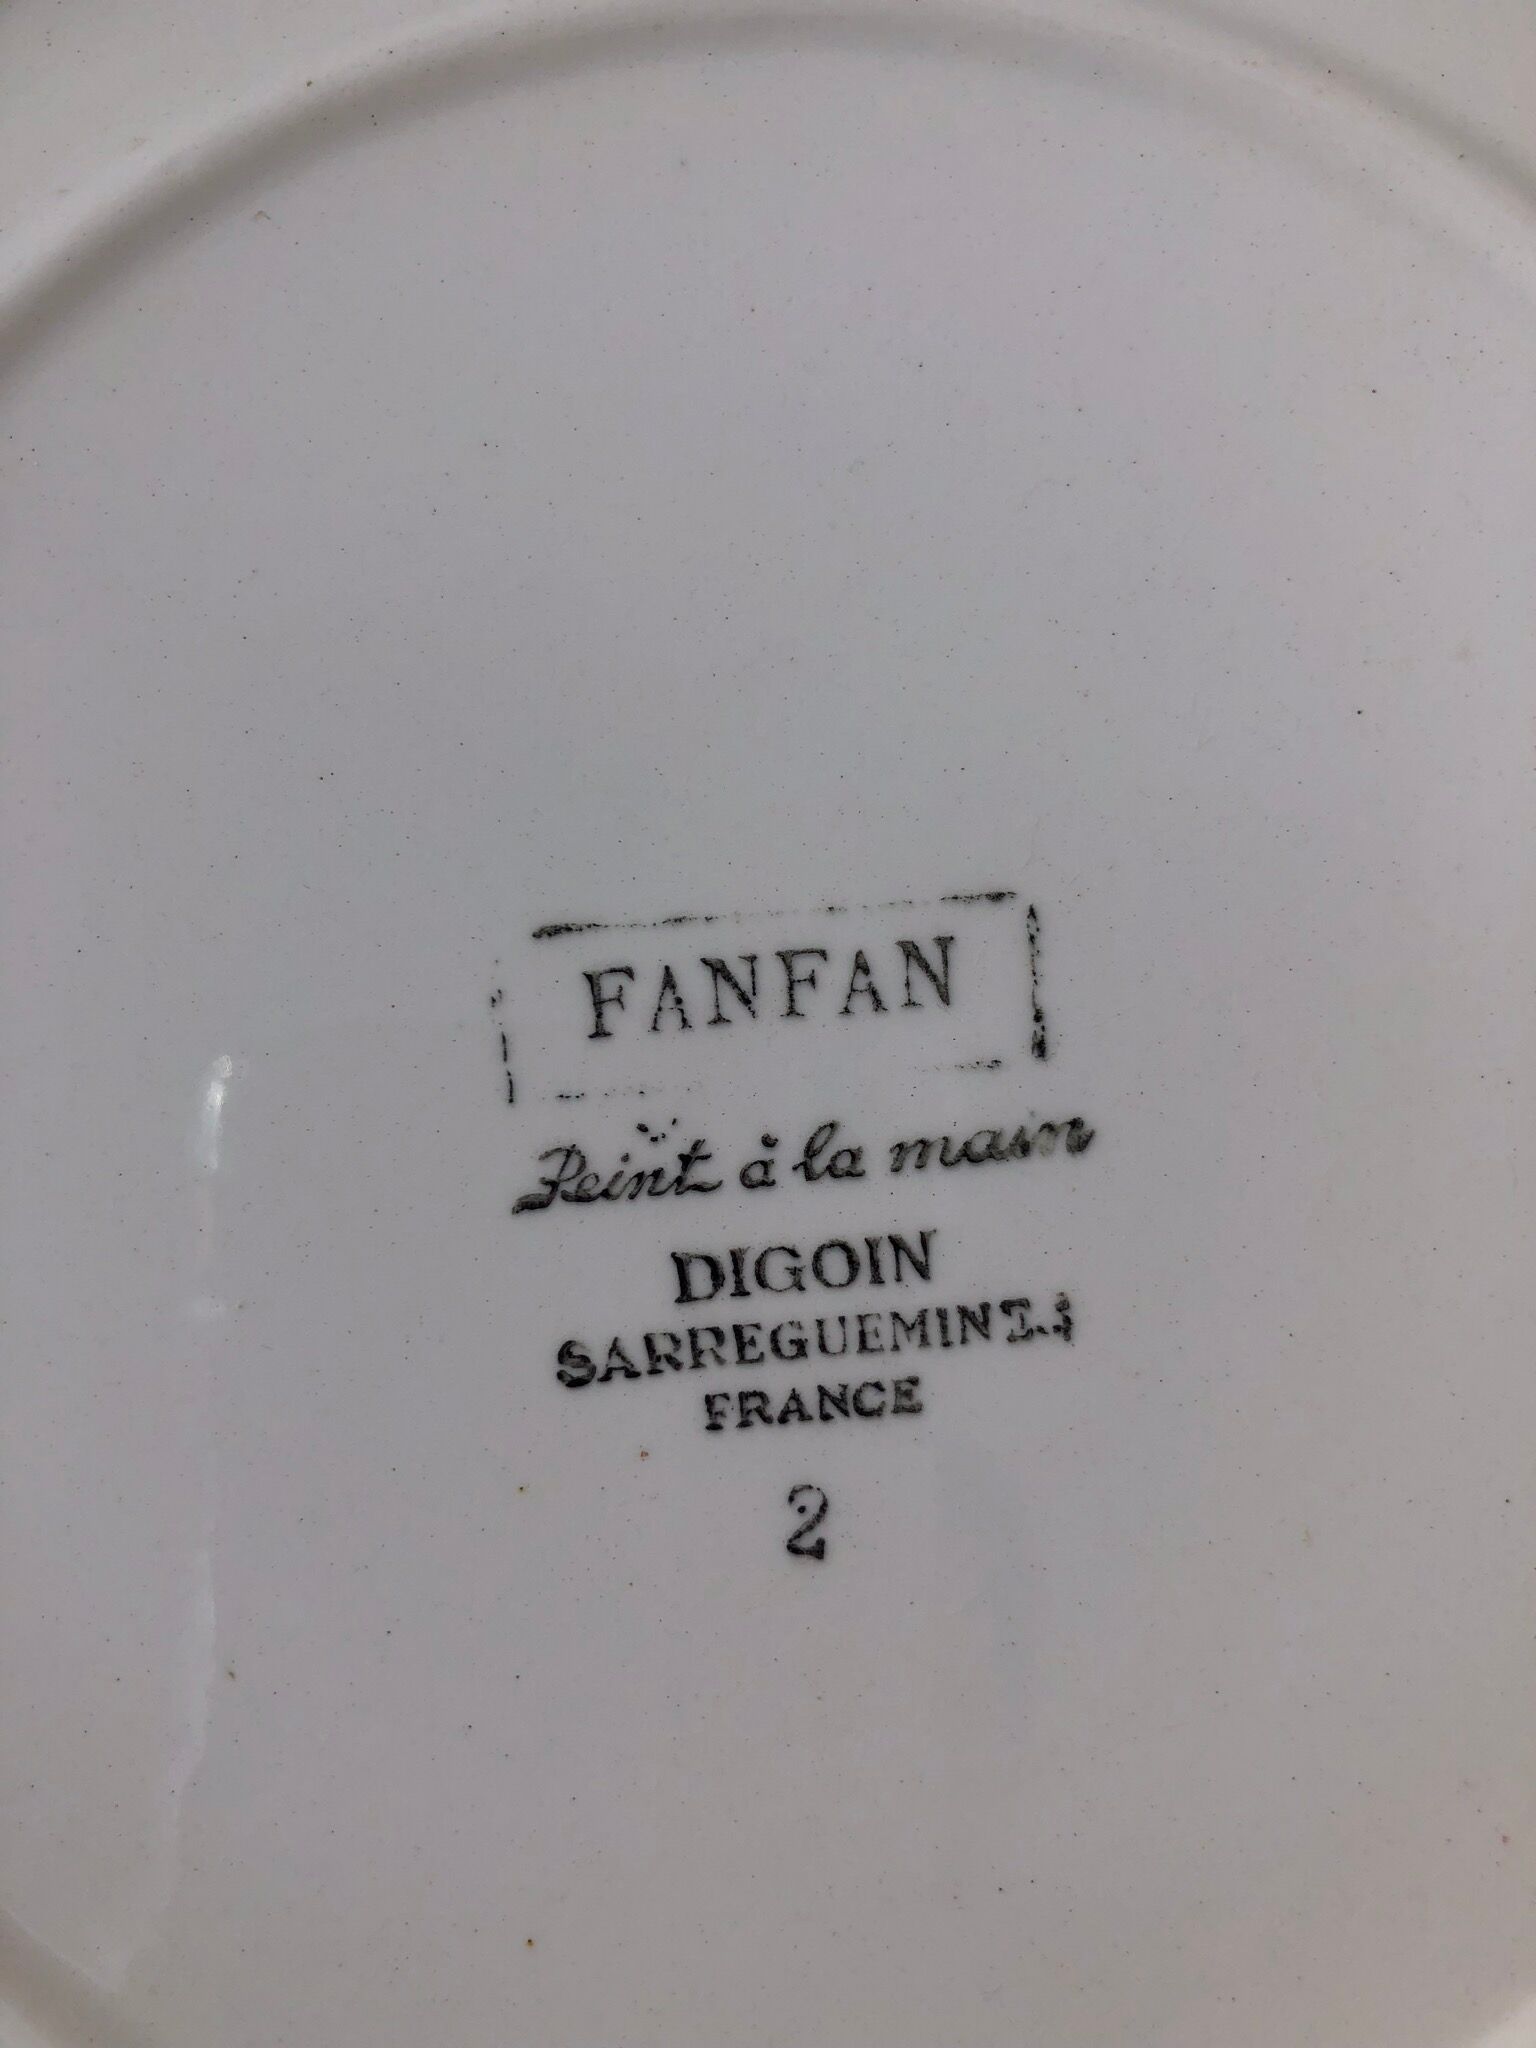 FANFAN
Peint à la main
DIGOIN
SARREGUEMINES
FRANCE
2